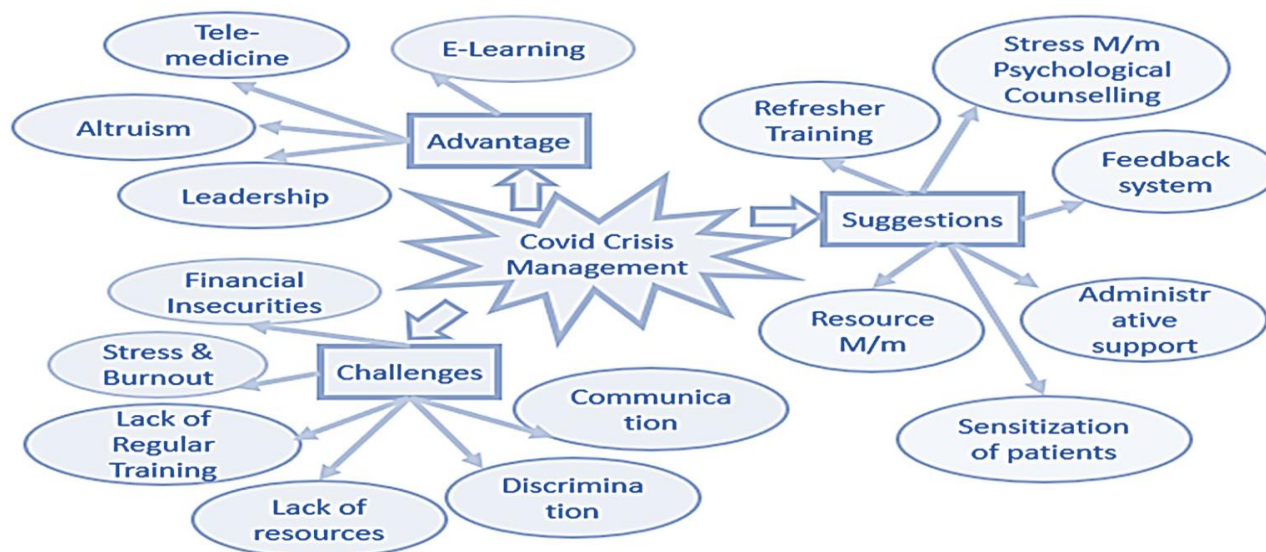 Tele-
medicine
E-Learning
Altruism
Advantage
Leadership
Stress M/m
Psychological
Counselling
Refresher
Training
Feedback
system
Suggestions
Covid Crisis
Management
Resource
M/m
Administr
ative
support
Sensitization
of patients
Financial
Insecurities
Stress &
Burnout
Challenges
Lack of
Regular
Training
Communica
tion
Lack of
resources
Discrimina
tion